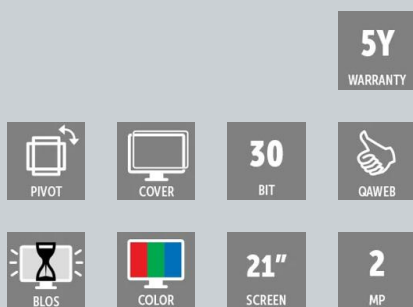 5Y
WARRANTY
PIVOT
COVER
30
BIT
QAWEB
BLOS
COLOR
21"
SCREEN
2
MP